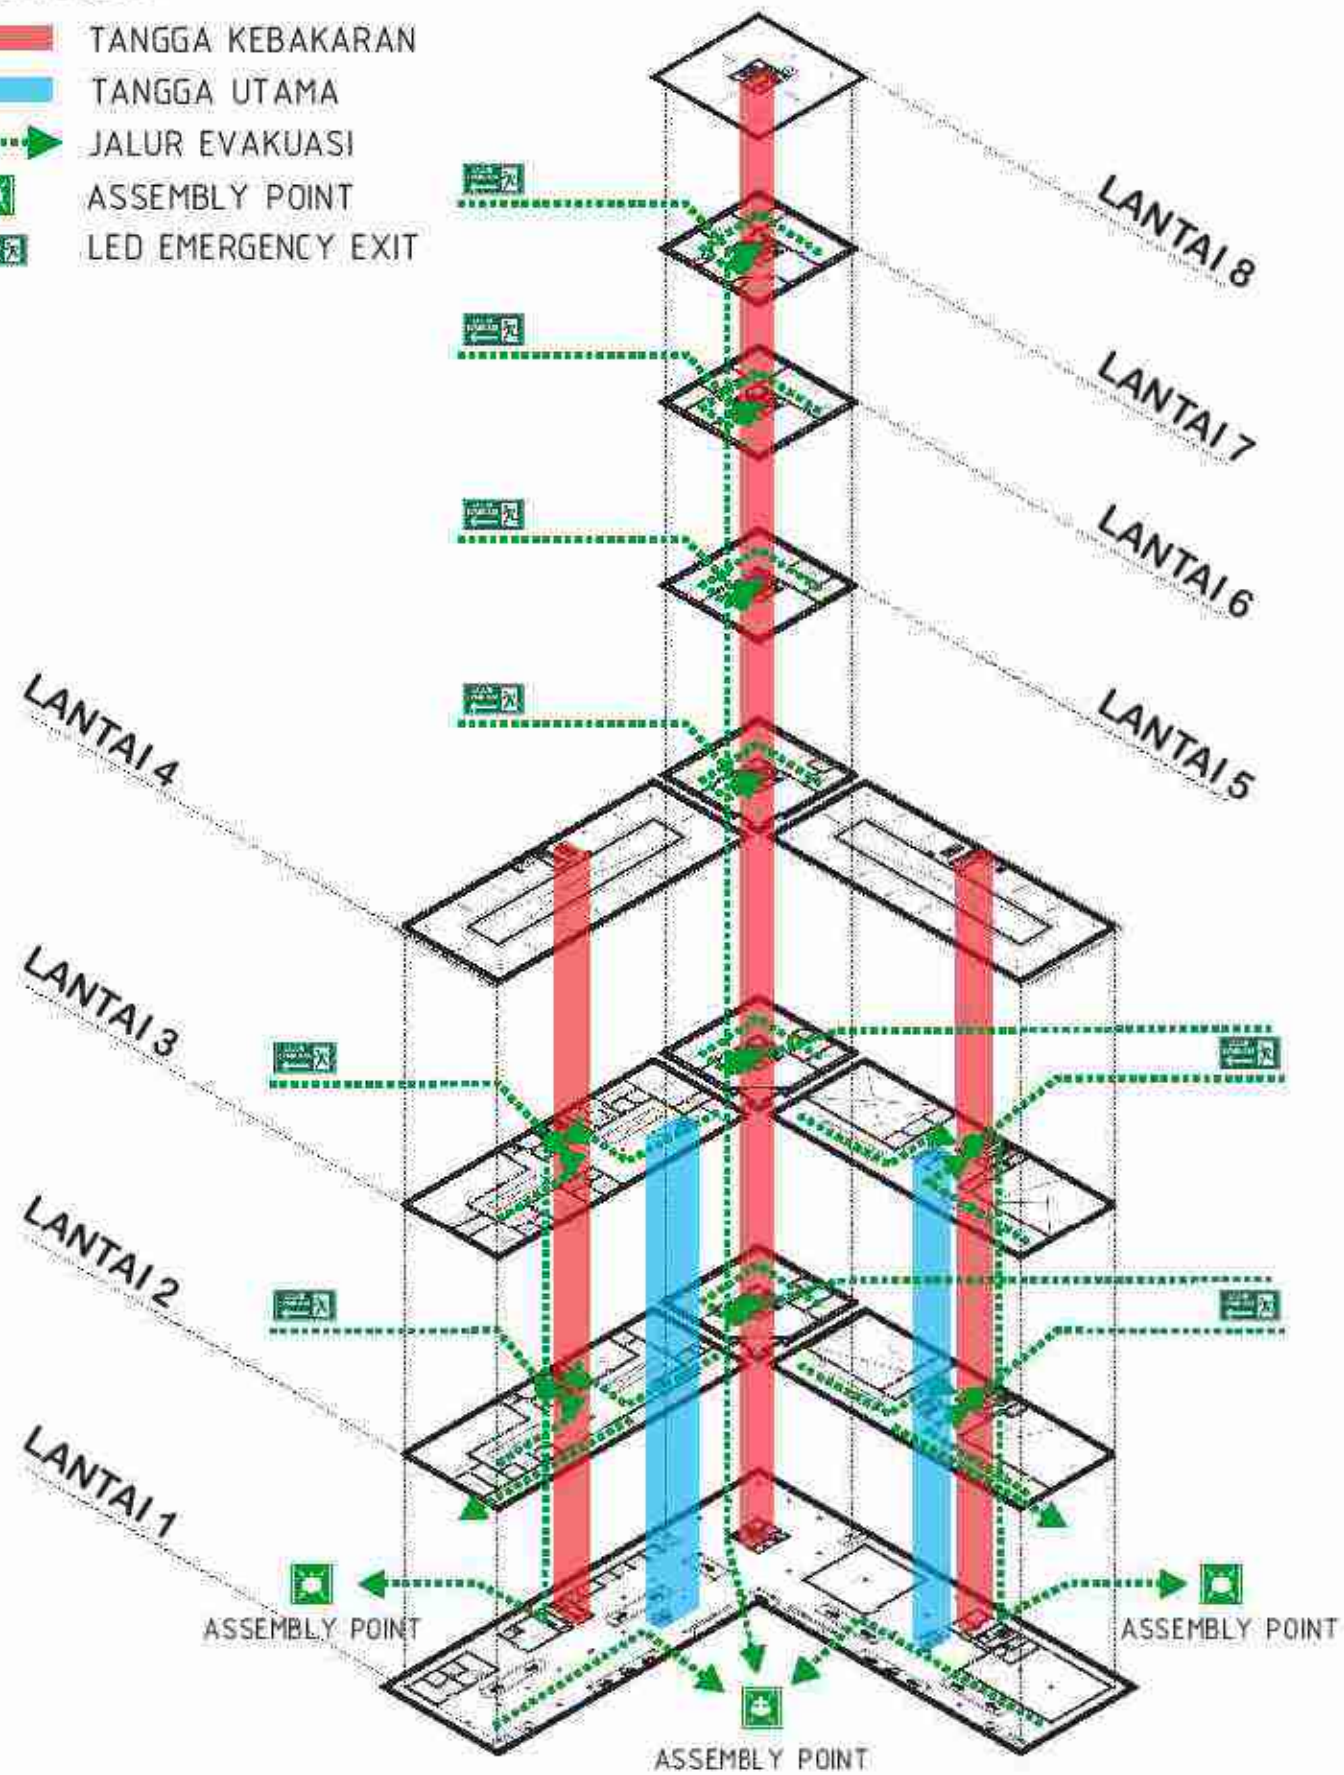 TANGGA KEBAKARAN
TANGGA UTAMA
JALUR EVAKUASI
ASSEMBLY POINT
LED EMERGENCY EXIT
LANTAI 8
LANTAI 7
LANTAI 6
LANTAI 5
LANTAI 4
LANTAI 3
LANTAI 2
LANTAI 1
ASSEMBLY POINT
ASSEMBLY POINT
ASSEMBLY POINT